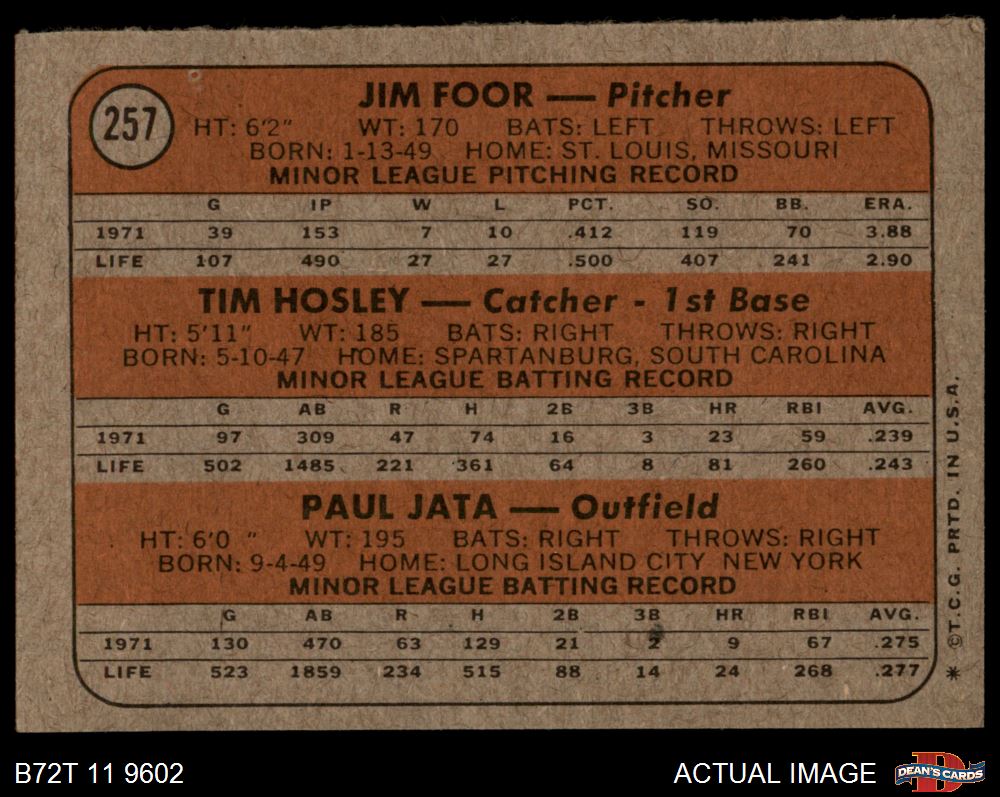 257
JIM FOOR — Pitcher
HT: 6'2" WT: 170 BATS: LEFT THROWS: LEFT
BORN: 1-13-49 HOME: ST. LOUIS, MISSOURI
MINOR LEAGUE PITCHING RECORD
G IP W L PCT. SO. BB. ERA.
1971 39 153 7 10 .412 119 70 3.88
LIFE 107 490 27 27 .500 407 241 2.90
TIM HOSLEY — Catcher - 1st Base
HT: 5'11" WT: 185 BATS: RIGHT THROWS: RIGHT
BORN: 5-10-47 HOME: SPARTANBURG, SOUTH CAROLINA
MINOR LEAGUE BATTING RECORD
G AB R H 2B 3B HR RBI AVG.
1971 97 309 47 74 16 3 23 59 .239
LIFE 502 1485 221 361 64 8 81 260 .243
PAUL JATA — Outfield
HT: 6'0 " WT: 195 BATS: RIGHT THROWS: RIGHT
BORN: 9-4-49 HOME: LONG ISLAND CITY NEW YORK
MINOR LEAGUE BATTING RECORD
G AB R H 2B 3B HR RBI AVG.
1971 130 470 63 129 21 2 9 67 .275
LIFE 523 1859 234 515 88 14 24 268 .277
* ©T.C.G. PRTD. IN U.S.A.
B72T 11 9602
ACTUAL IMAGE
D
DEAN'S CARDS